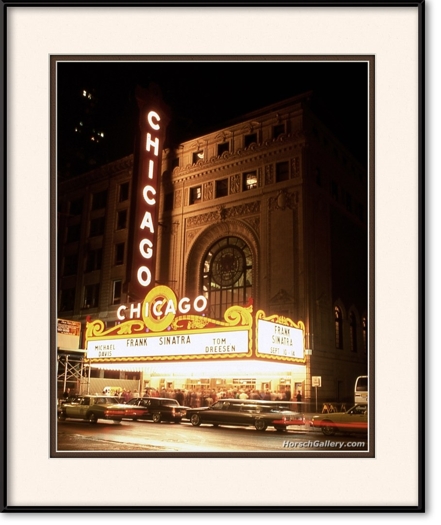 CHICAGO
CHICAGO
MICHAEL DAVIS
FRANK SINATRA
TOM DREESEN
FRANK
SINATRA
HorschGallery.com